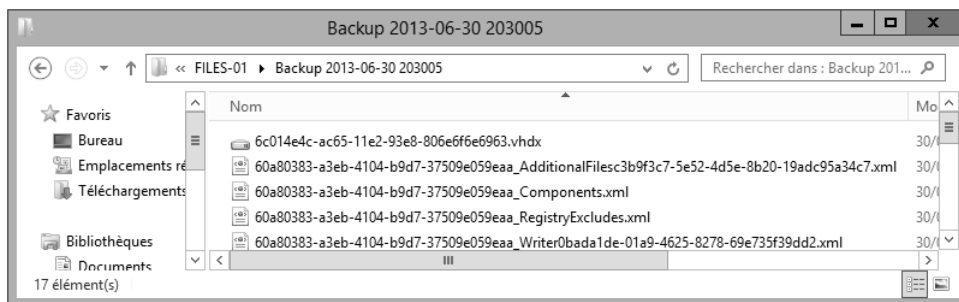 Backup 2013-06-30 203005
« FILES-01 ▸ Backup 2013-06-30 203005
Rechercher dans : Backup 201...
Favoris
Bureau
Emplacements ré
Téléchargements
Bibliothèques
Documents
Nom
Mo
6c014e4c-ac65-11e2-93e8-806e6f6e6963.vhdx
30/
60a80383-a3eb-4104-b9d7-37509e059eaa_AdditionalFilesc3b9f3c7-5e52-4d5e-8b20-19adc95a34c7.xml
30/
60a80383-a3eb-4104-b9d7-37509e059eaa_Components.xml
30/
60a80383-a3eb-4104-b9d7-37509e059eaa_RegistryExcludes.xml
30/
60a80383-a3eb-4104-b9d7-37509e059eaa_Writer0bada1de-01a9-4625-8278-69e735f39dd2.xml
30/
17 élément(s)